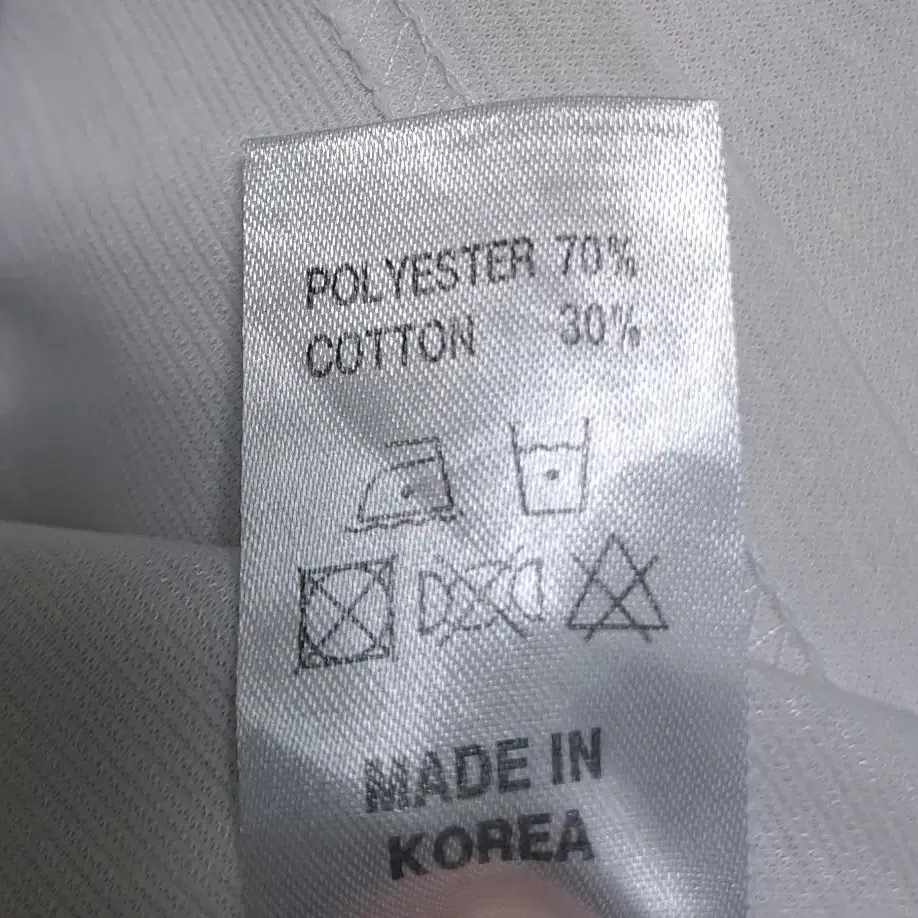 POLYESTER 70%
COTTON 30%
MADE IN
KOREA